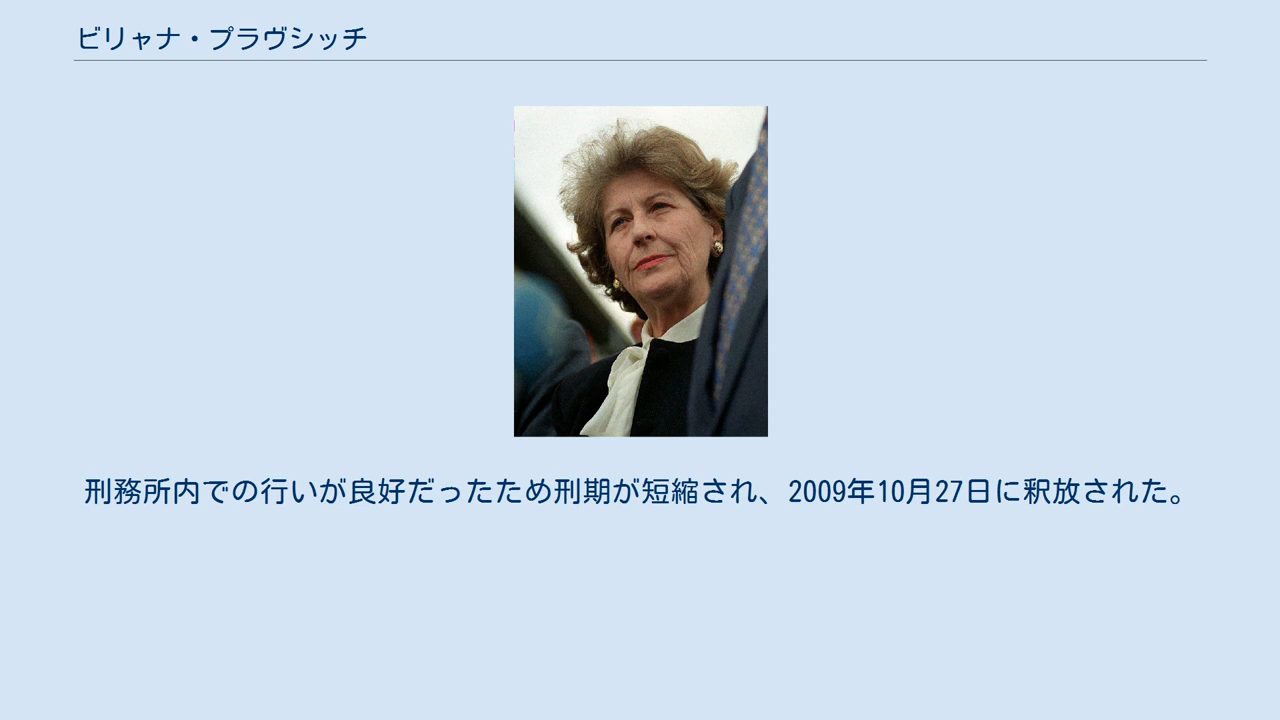 ビリャナ・プラヴシッチ
刑務所内での行いが良好だったため刑期が短縮され、2009年10月27日に釈放された。